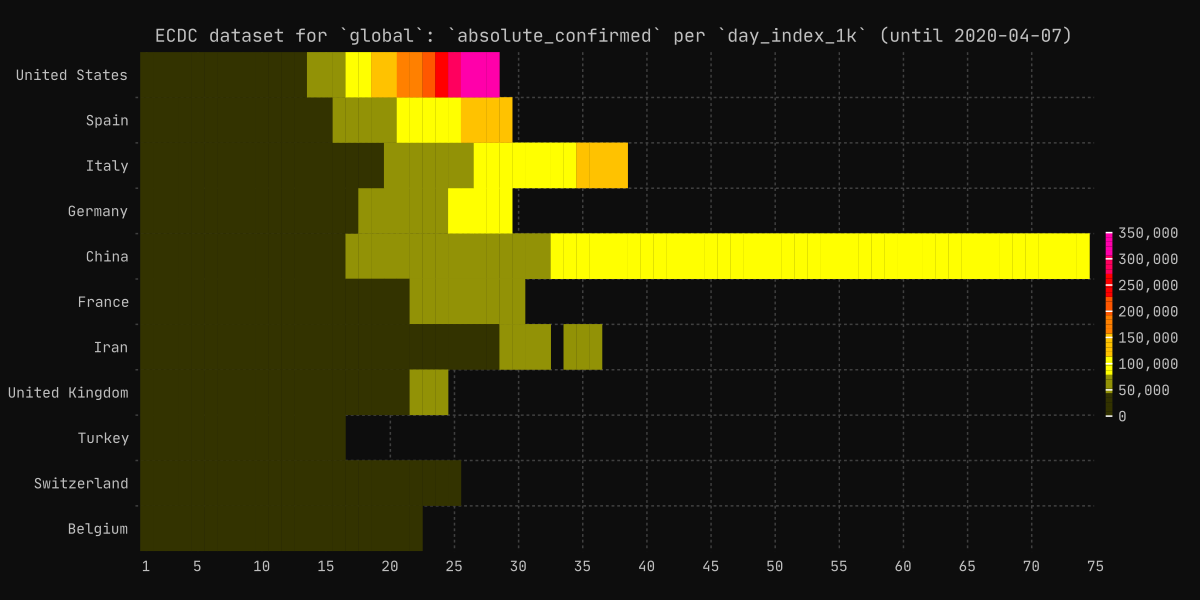 ECDC dataset for `global`: `absolute_confirmed` per `day_index_1k` (until 2020-04-07)
United States
Spain
Italy
Germany
China
France
Iran
United Kingdom
Turkey
Switzerland
Belgium
350,000
300,000
250,000
200,000
150,000
100,000
50,000
0
1 5 10 15 20 25 30 35 40 45 50 55 60 65 70 75